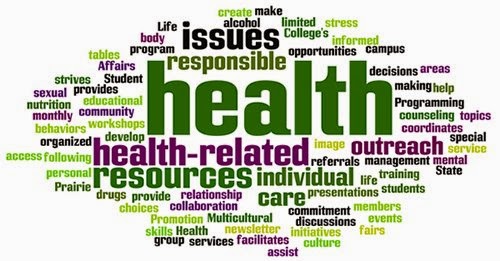 create make
Life alcohol limited stress
body issues College's informed
tables program opportunities campus
Affairs responsible decisions areas
strives Student health making help
sexual provides Programming
nutrition educational counseling topics
monthly community coordinates
behaviors workshops image outreach special
organized develop health-related service
access following referrals management mental
personal resources individual life training State
Prairie drugs provide relationship care presentations students
choices collaboration commitment members
Promotion Multicultural discussions events
skills Health newsletter initiatives fairs
group services facilitates culture
assist